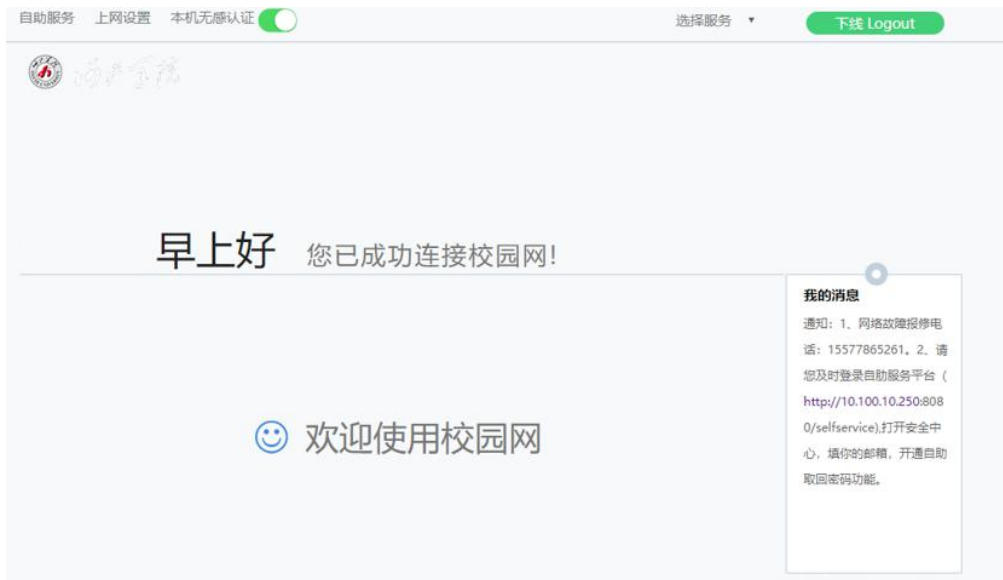 自助服务 上网设置 本机无感认证 选择服务 下线 Logout
早上好 您已成功连接校园网!
我的消息
通知：1、网络故障报修电
话：15577865261。2、请
您及时登录自助服务平台（
http://10.100.10.250:808
0/selfservice),打开安全中
心，填你的邮箱，开通自助
取回密码功能。
欢迎使用校园网